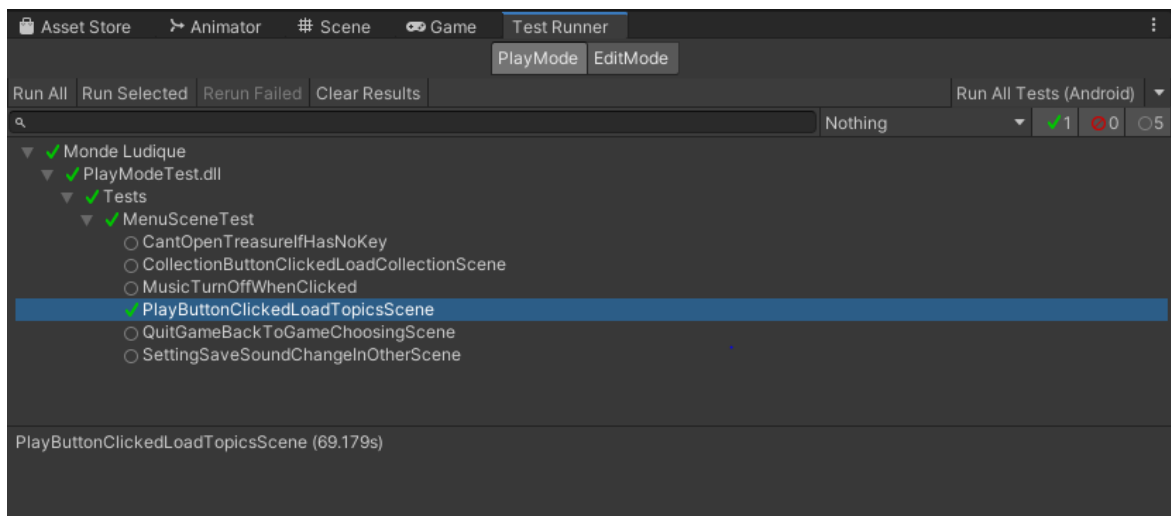 Asset Store Animator Scene Game Test Runner
PlayMode EditMode
Run All Run Selected Rerun Failed Clear Results Run All Tests (Android)
Nothing 1 0 5
Monde Ludique
PlayModeTest.dll
Tests
MenuSceneTest
CantOpenTreasureIfHasNoKey
CollectionButtonClickedLoadCollectionScene
MusicTurnOffWhenClicked
PlayButtonClickedLoadTopicsScene
QuitGameBackToGameChoosingScene
SettingSaveSoundChangeInOtherScene
PlayButtonClickedLoadTopicsScene (69.179s)